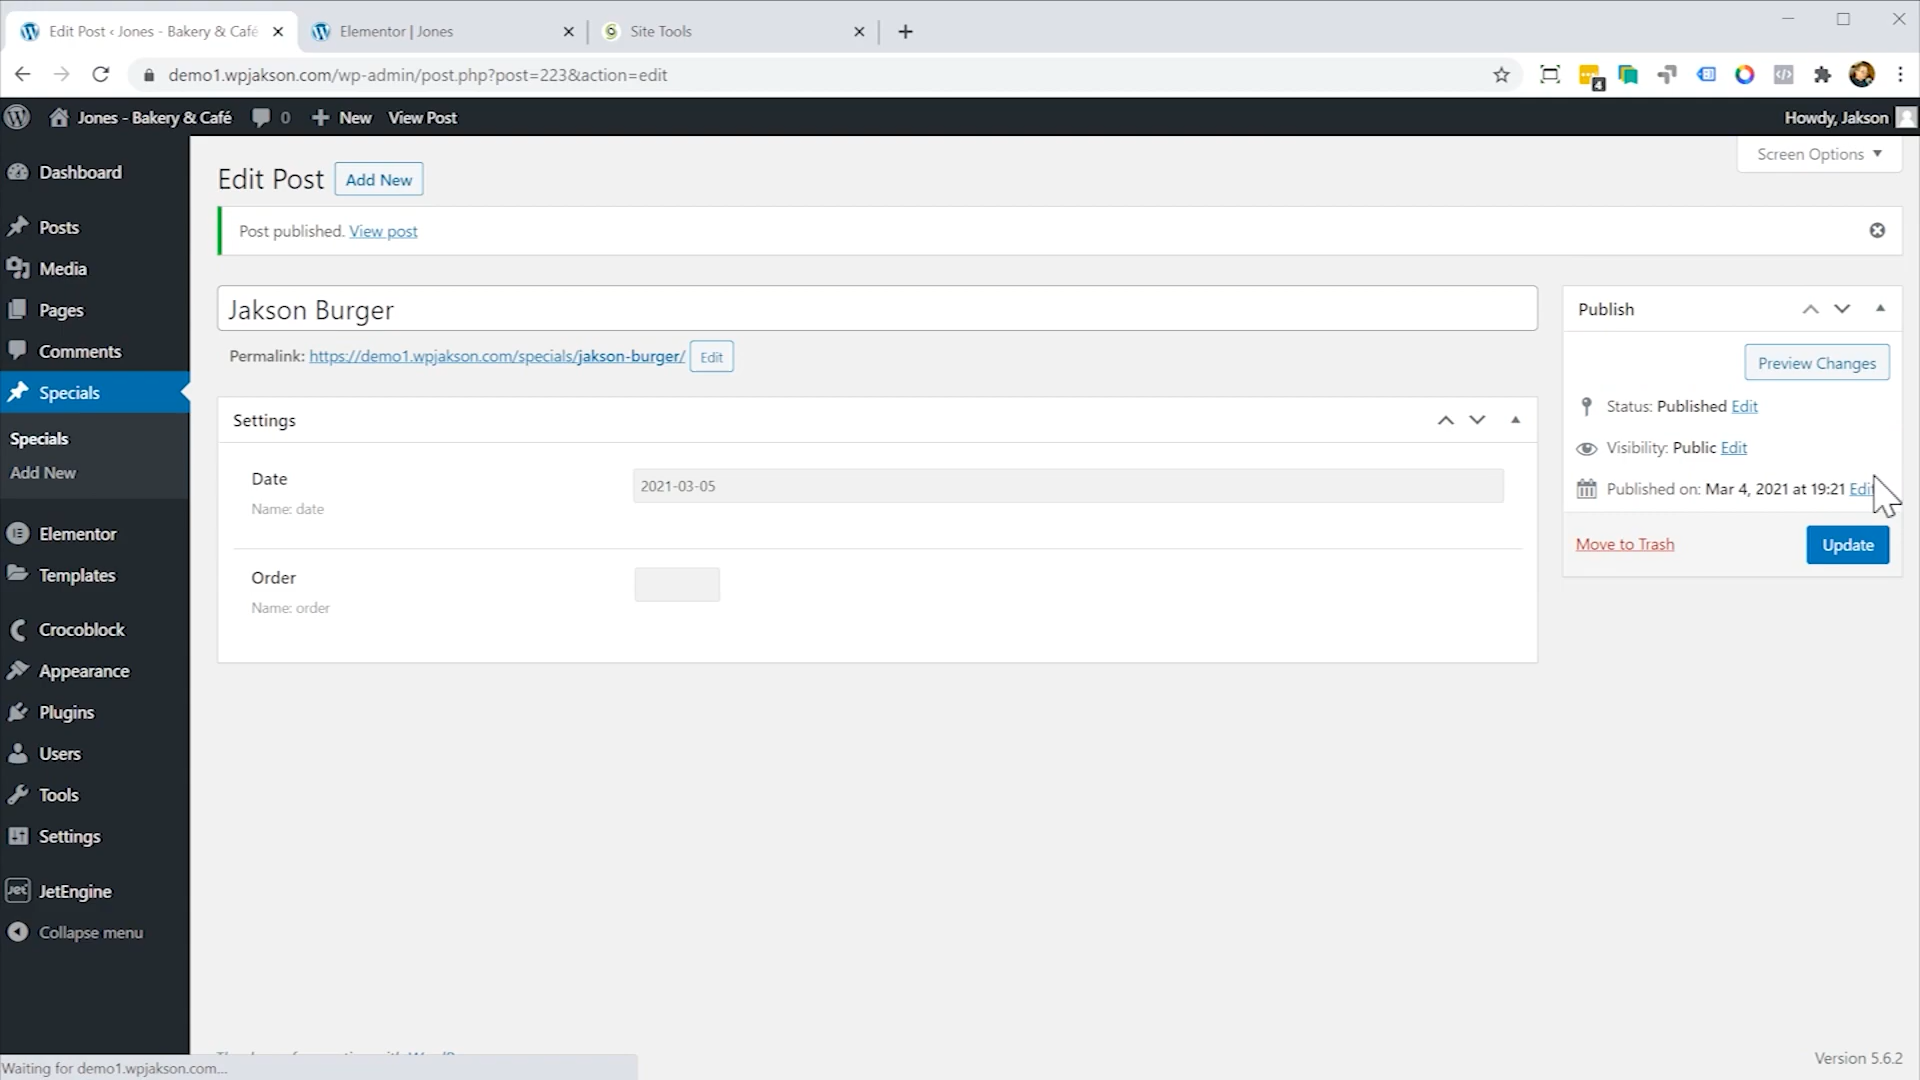 Edit Post ‹ Jones - Bakery & Café
Elementor | Jones
Site Tools
demo1.wpjakson.com/wp-admin/post.php?post=223&action=edit
4
Jones - Bakery & Café
0
New
View Post
Howdy, Jakson
Screen Options
Dashboard
Posts
Media
Pages
Comments
Specials
Specials
Add New
Elementor
Templates
Crocoblock
Appearance
Plugins
Users
Tools
Settings
Jet JetEngine
Collapse menu
Edit Post
Add New
Post published. View post
Jakson Burger
Permalink: https://demo1.wpjakson.com/specials/jakson-burger/ Edit
Settings
Date
Name: date
2021-03-05
Order
Name: order
Publish
Preview Changes
Status: Published Edit
Visibility: Public Edit
Published on: Mar 4, 2021 at 19:21 Edit
Move to Trash
Update
Version 5.6.2
Waiting for demo1.wpjakson.com...